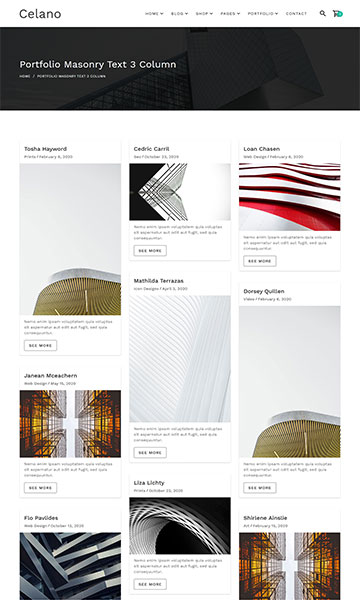 Celano
HOME BLOG SHOP PAGES PORTFOLIO CONTACT
Portfolio Masonry Text 3 Column
HOME / PORTFOLIO MASONRY TEXT 3 COLUMN
Tosha Hayword
Prints / February 6, 2020
Nemo enim ipsam voluptatem quia voluptas
sit aspernatur aut odit aut fugit, sed quia
consequuntur.
SEE MORE
Janean Mceachern
Web Design / May 15, 2020
Nemo enim ipsam voluptatem quia voluptas
sit aspernatur aut odit aut fugit, sed quia
consequuntur.
SEE MORE
Flo Pavlides
Web Design / October 13, 2020
Cedric Carril
Seo / October 23, 2020
Nemo enim ipsam voluptatem quia voluptas
sit aspernatur aut odit aut fugit, sed quia
consequuntur.
SEE MORE
Mathilda Terrazas
Icon Designs / April 3, 2020
Nemo enim ipsam voluptatem quia voluptas
sit aspernatur aut odit aut fugit, sed quia
consequuntur.
SEE MORE
Liza Lichty
Prints / October 23, 2020
Nemo enim ipsam voluptatem quia voluptas
sit aspernatur aut odit aut fugit, sed quia
consequuntur.
SEE MORE
Loan Chasen
Web Design / February 6, 2020
Nemo enim ipsam voluptatem quia voluptas
sit aspernatur aut odit aut fugit, sed quia
consequuntur.
SEE MORE
Dorsey Quillen
Video / February 6, 2020
Nemo enim ipsam voluptatem quia voluptas
sit aspernatur aut odit aut fugit, sed quia
consequuntur.
SEE MORE
Shirlene Ainslie
Art / February 15, 2020